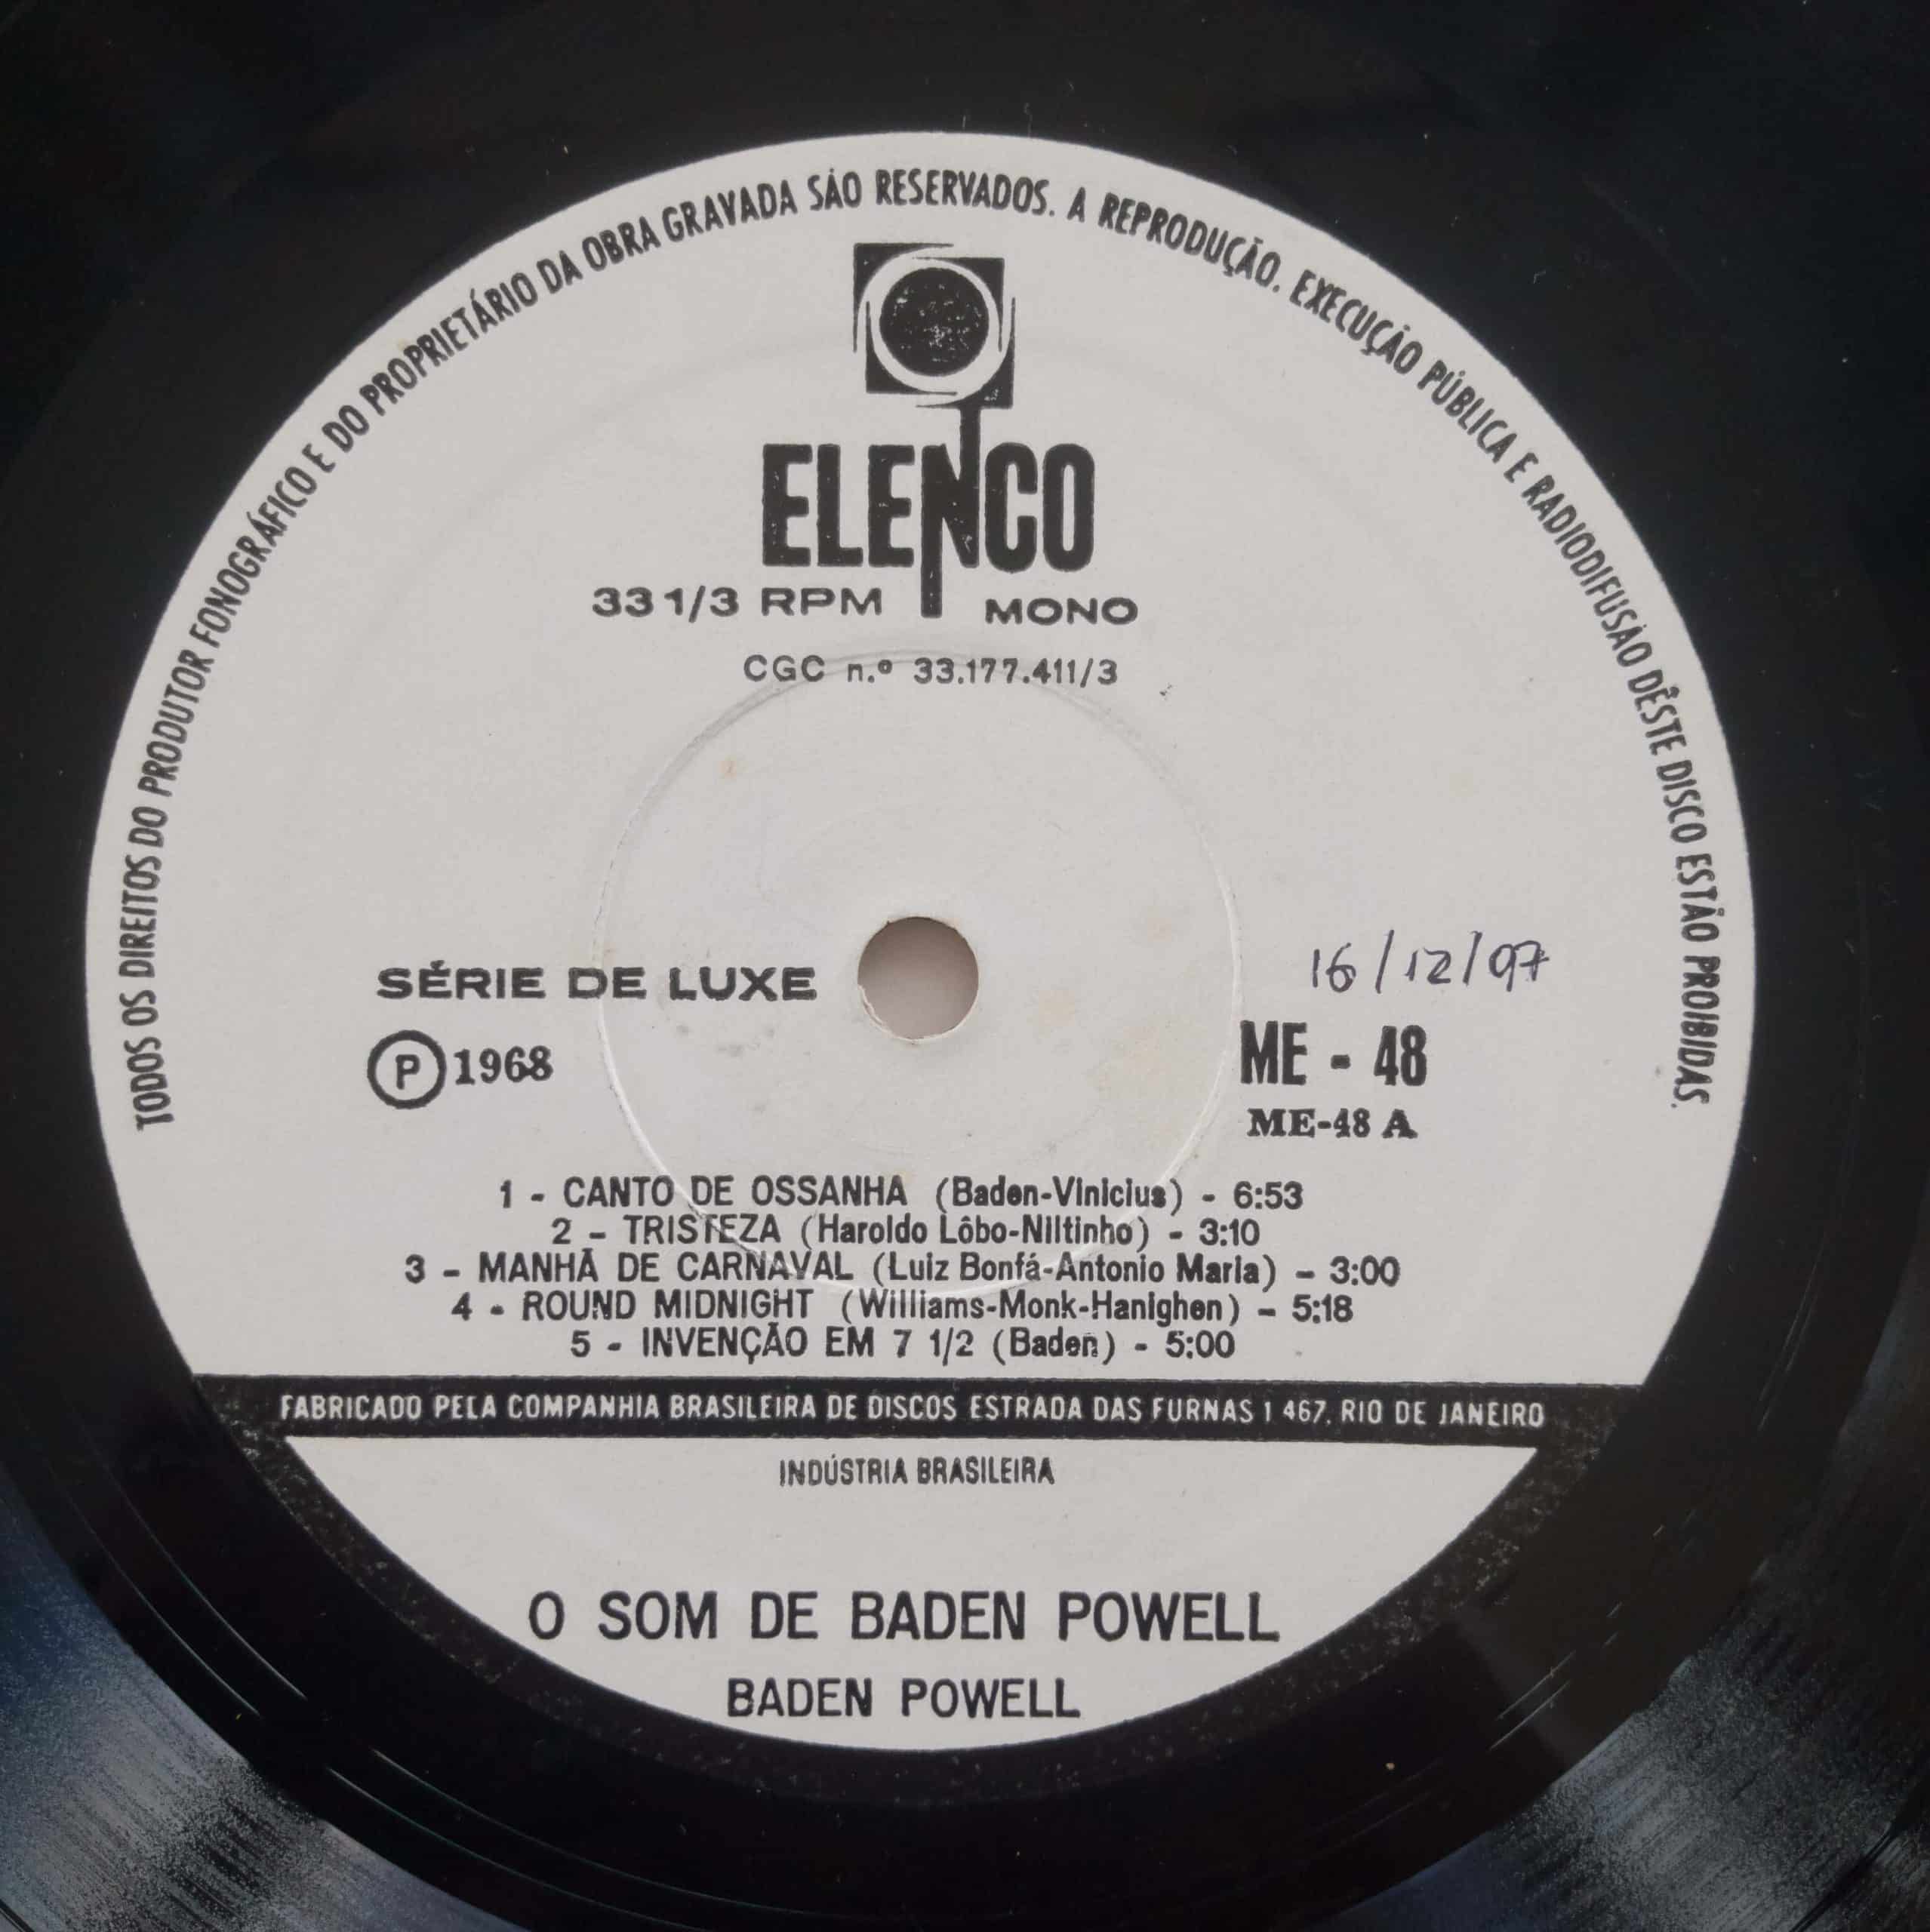 TODOS OS DIREITOS DO PRODUTOR FONOGRÁFICO E DO PROPRIETÁRIO DA OBRA GRAVADA SÃO RESERVADOS. A REPRODUÇÃO, EXECUÇÃO PÚBLICA E RADIODIFUSÃO DÊSTE DISCO ESTÃO PROIBIDAS.
ELENCO
33 1/3 RPM MONO
CGC n.º 33.177.411/3
16/12/97
SÉRIE DE LUXE
Ⓟ 1968
ME - 48
ME-48 A
1 - CANTO DE OSSANHA (Baden-Vinicius) - 6:53
2 - TRISTEZA (Haroldo Lôbo-Niltinho) - 3:10
3 - MANHÃ DE CARNAVAL (Luiz Bonfá-Antonio Maria) - 3:00
4 - ROUND MIDNIGHT (Williams-Monk-Hanighen) - 5:18
5 - INVENÇÃO EM 7 1/2 (Baden) - 5:00
FABRICADO PELA COMPANHIA BRASILEIRA DE DISCOS ESTRADA DAS FURNAS 1 467, RIO DE JANEIRO
INDÚSTRIA BRASILEIRA
O SOM DE BADEN POWELL
BADEN POWELL